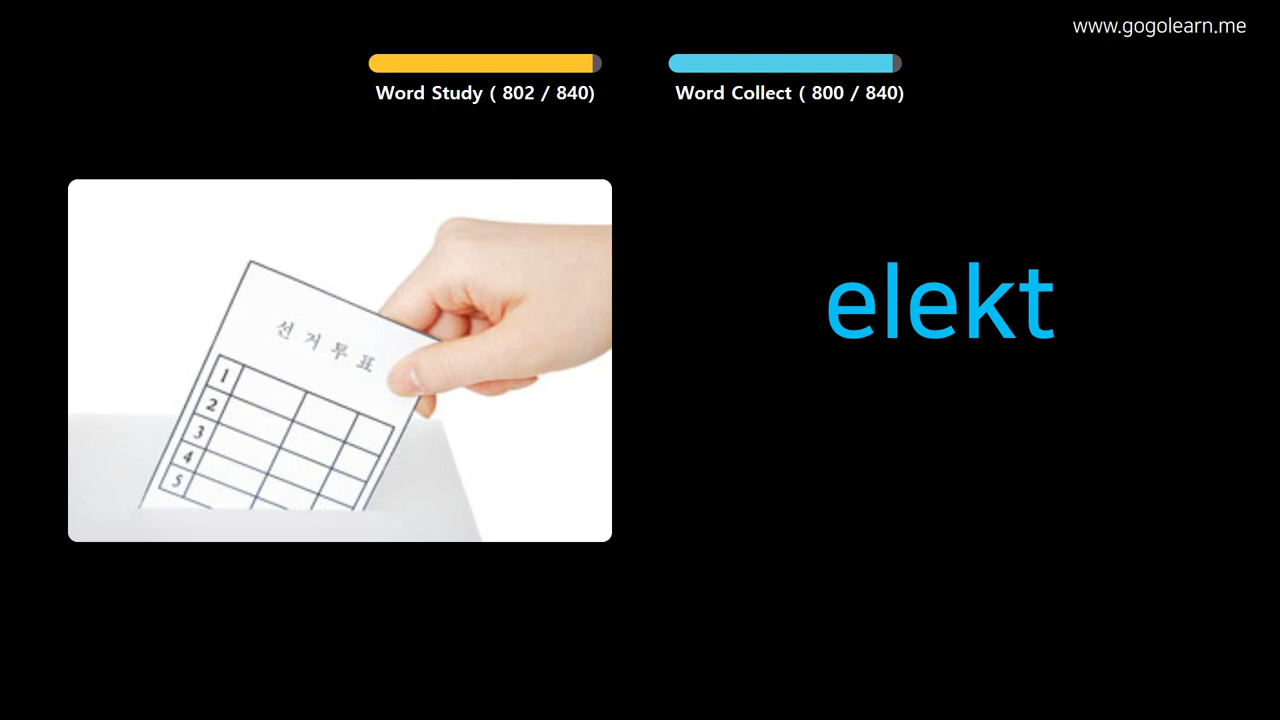 www.gogolearn.me
Word Study ( 802 / 840)
Word Collect ( 800 / 840)
elekt
선거투표
1
2
3
4
5